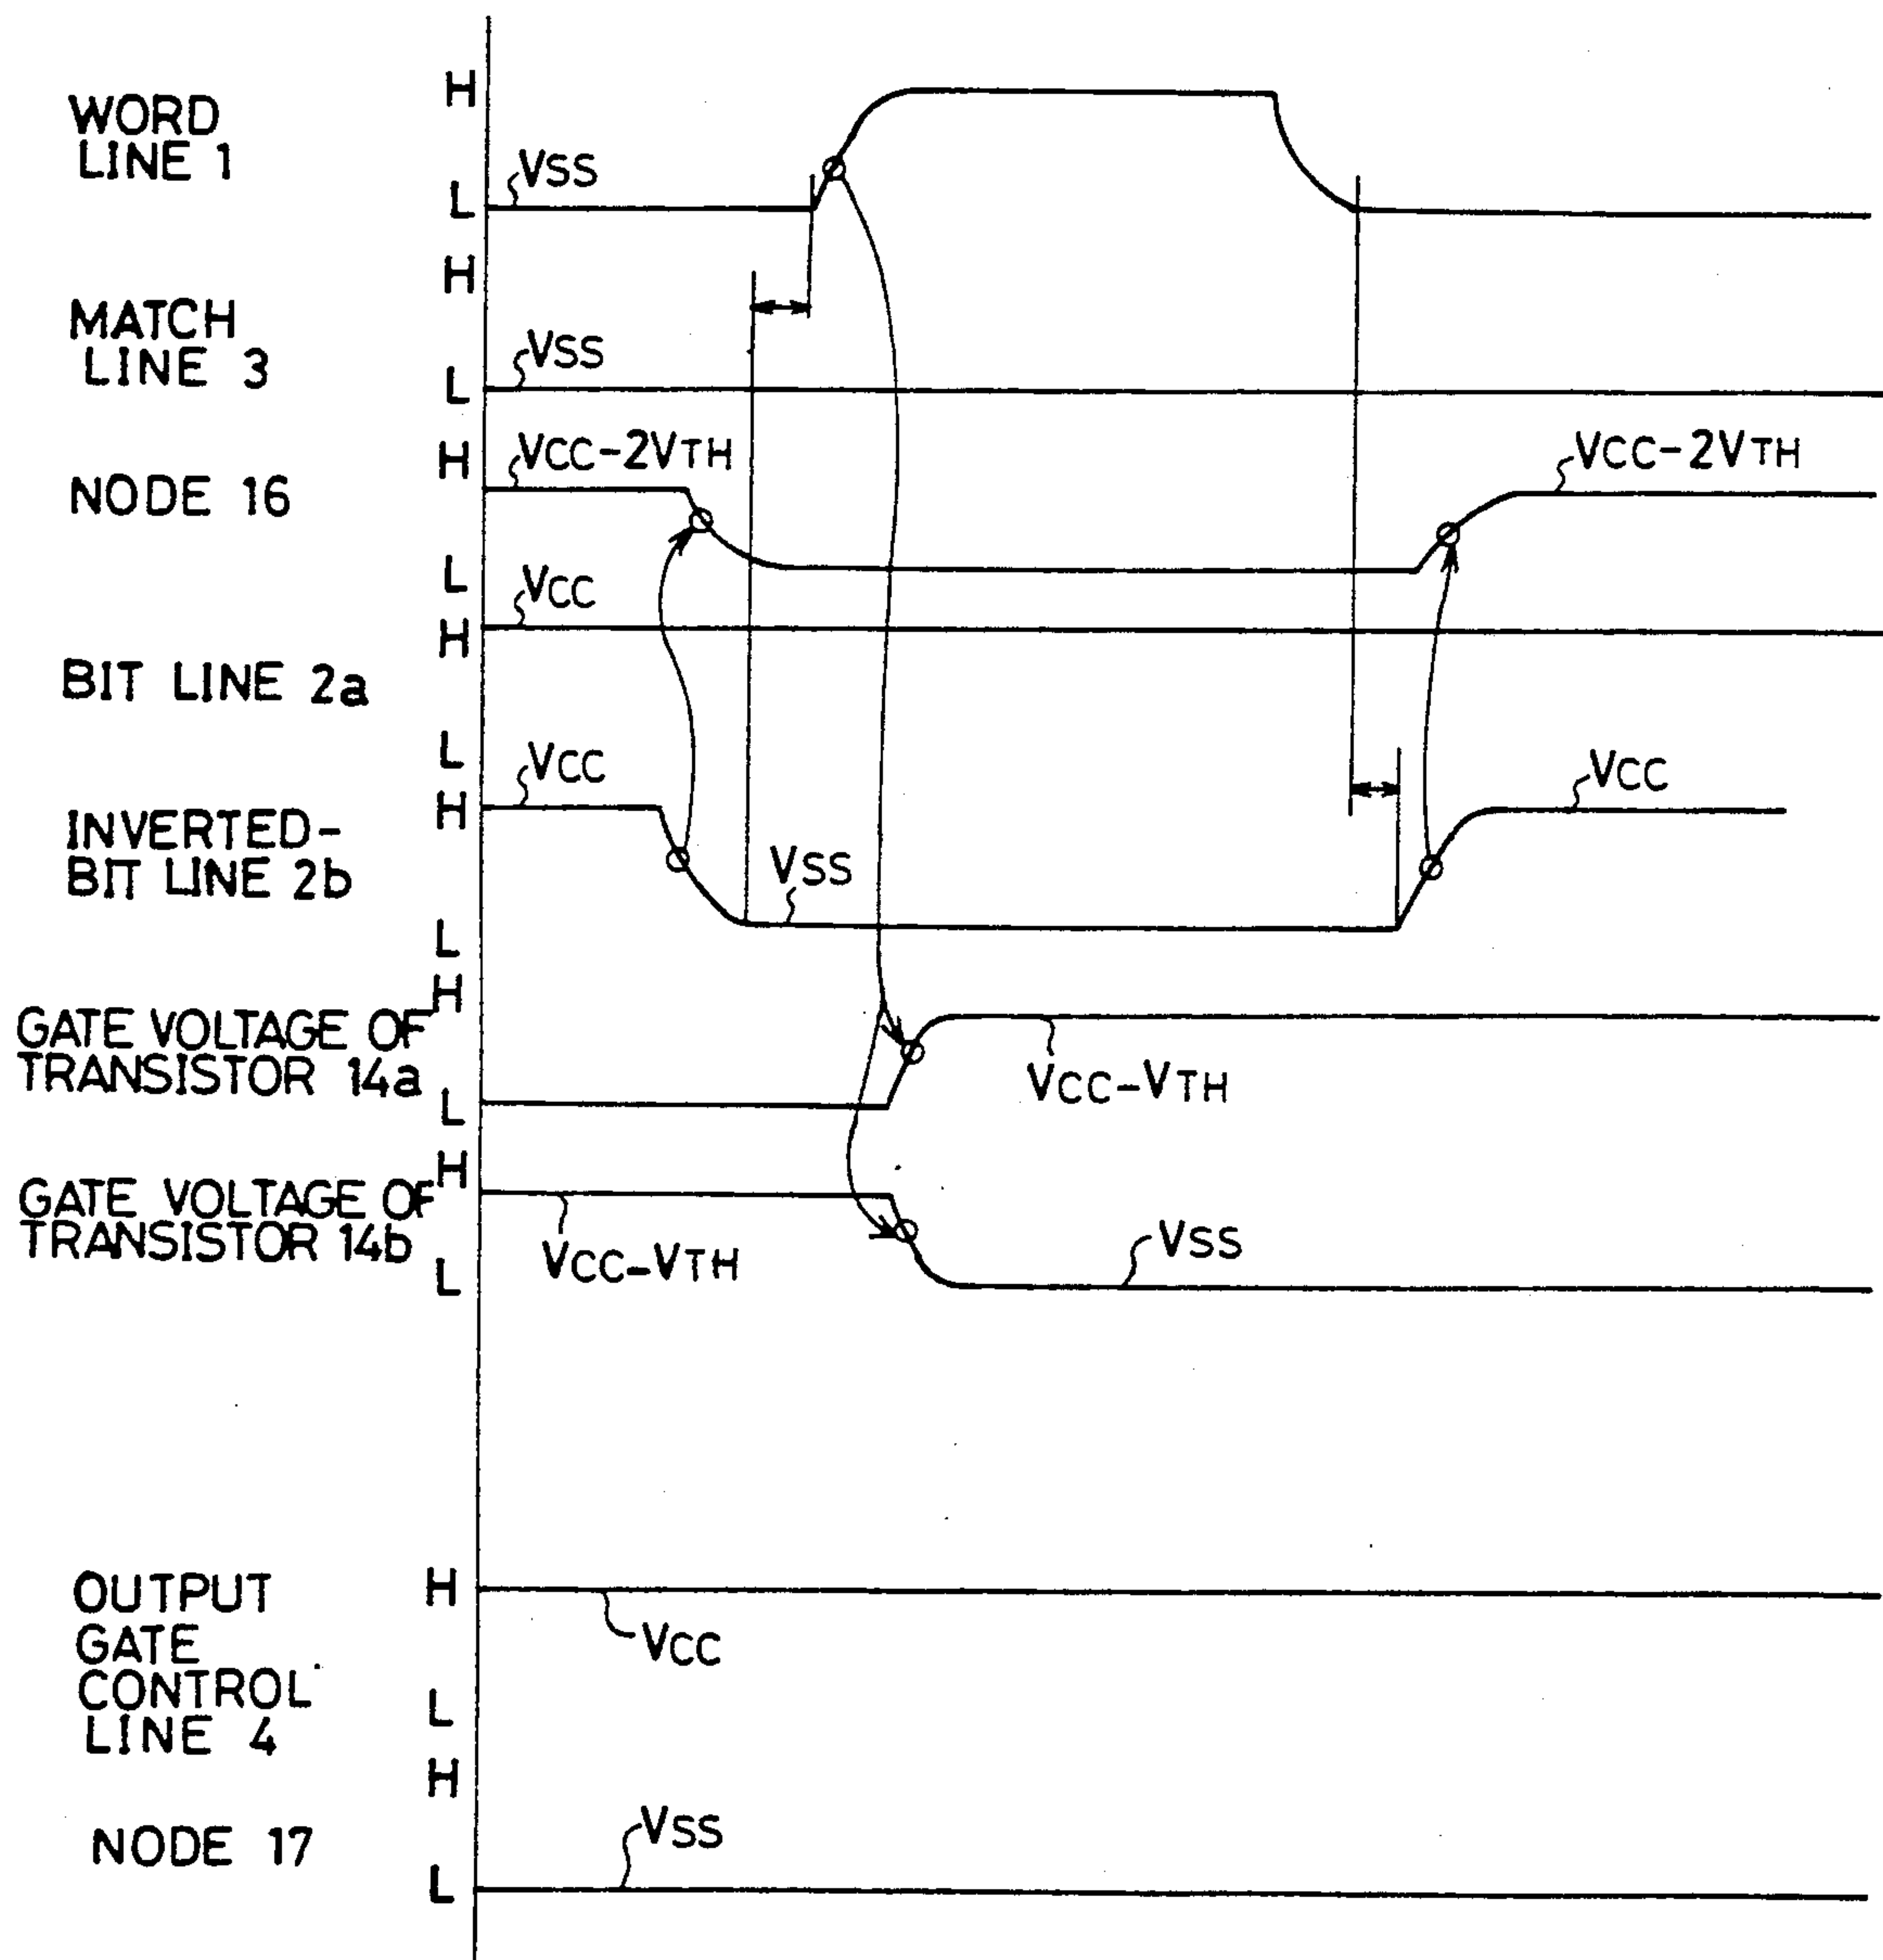 H
WORD
LINE 1
VSS
L
H
MATCH
LINE 3
VSS
L
H
VCC-2VTH
VCC-2VTH
NODE 16
L
VCC
H
BIT LINE 2a
L
VCC
VCC
H
INVERTED-
BIT LINE 2b
VSS
L
H
GATE VOLTAGE OF
TRANSISTOR 14a
VCC-VTH
L
H
GATE VOLTAGE OF
TRANSISTOR 14b
VCC-VTH
VSS
L
OUTPUT
GATE
CONTROL
LINE 4
H
VCC
L
H
NODE 17
VSS
L